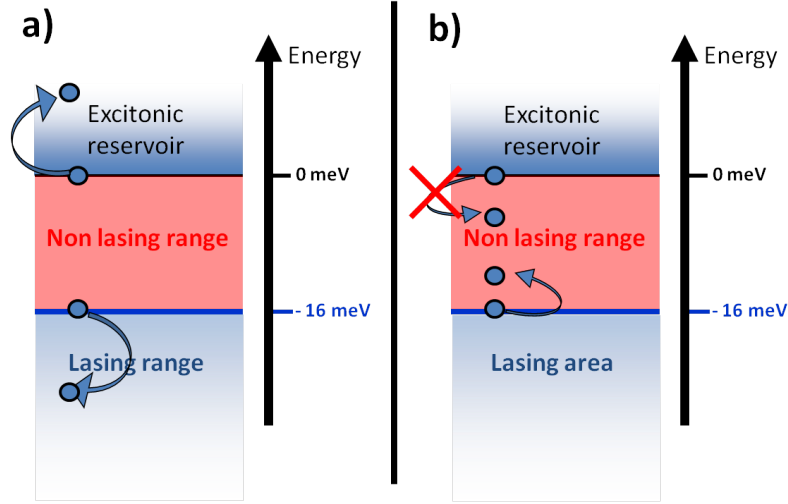 a)
Energy
Excitonic
reservoir
0 meV
Non lasing range
- 16 meV
Lasing range
b)
Energy
Excitonic
reservoir
0 meV
Non lasing range
- 16 meV
Lasing area